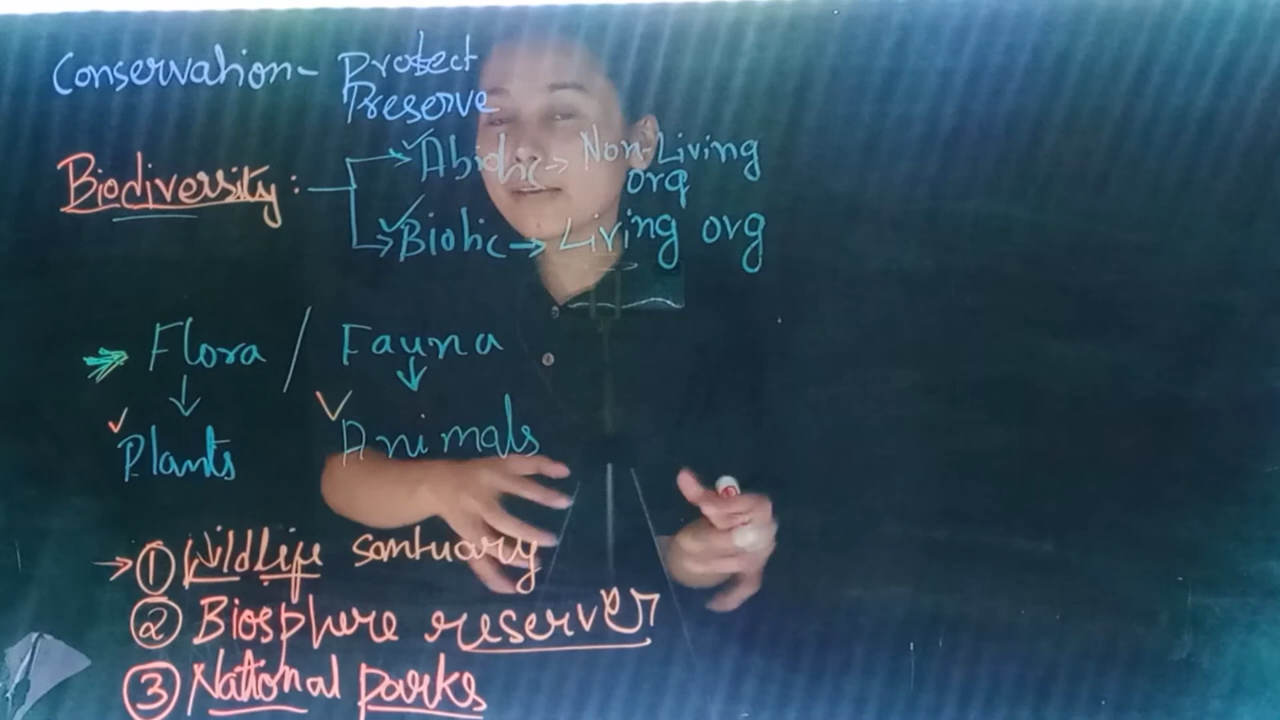 Conservation - Protect
Preserve
Biodiversity : → Abiotic → Non-Living
org
→ Biotic → Living org
Flora / Fauna
Plants Animals
→ ① Wildlife santuary
② Biosphere reserver
③ National parks